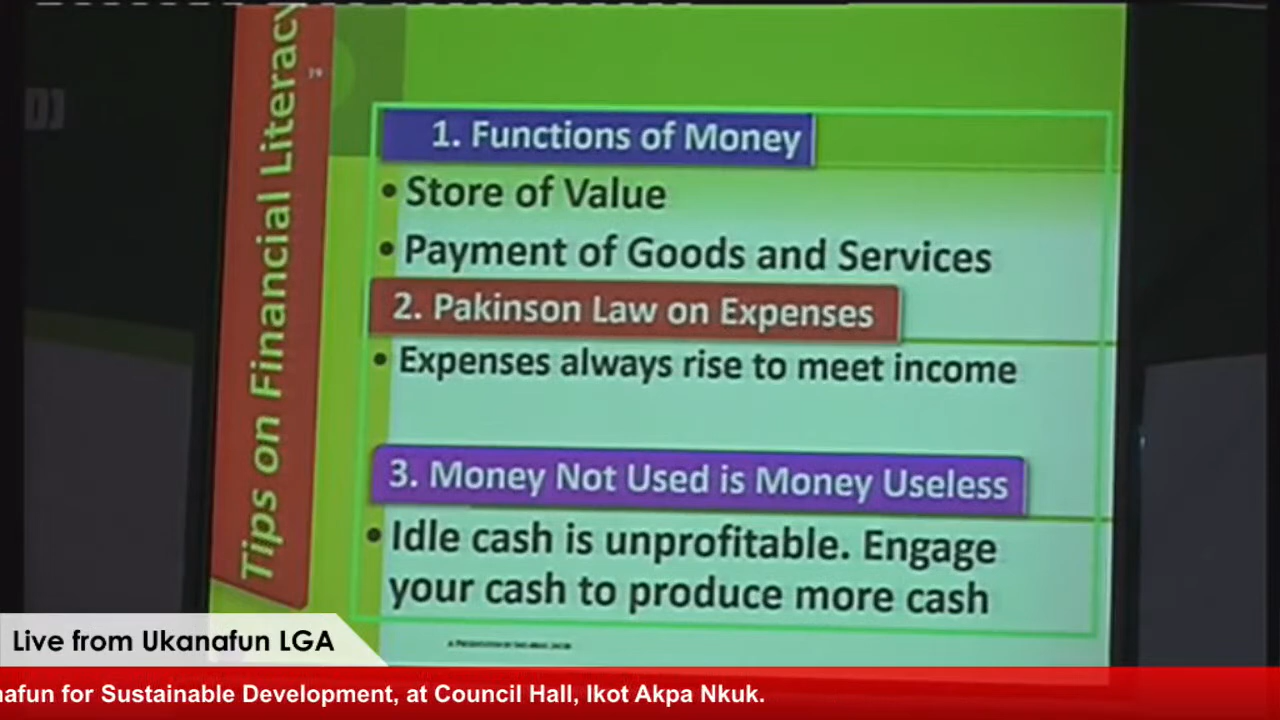 Tips on Financial Literacy
79
1. Functions of Money
• Store of Value
• Payment of Goods and Services
2. Pakinson Law on Expenses
• Expenses always rise to meet income
3. Money Not Used is Money Useless
• Idle cash is unprofitable. Engage
your cash to produce more cash
Live from Ukanafun LGA
nafun for Sustainable Development, at Council Hall, Ikot Akpa Nkuk.